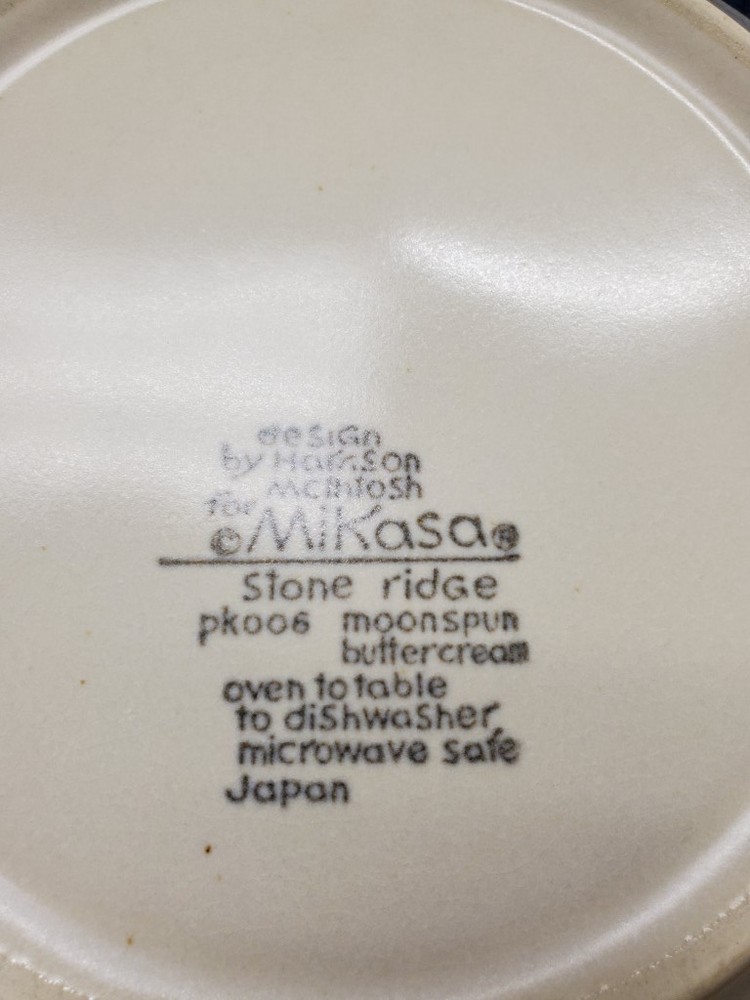 design
by Harrison
McIntosh
for
©Mikasa®
Stone ridge
pk006 moonspun
buttercream
oven to table
to dishwasher
microwave safe
Japan